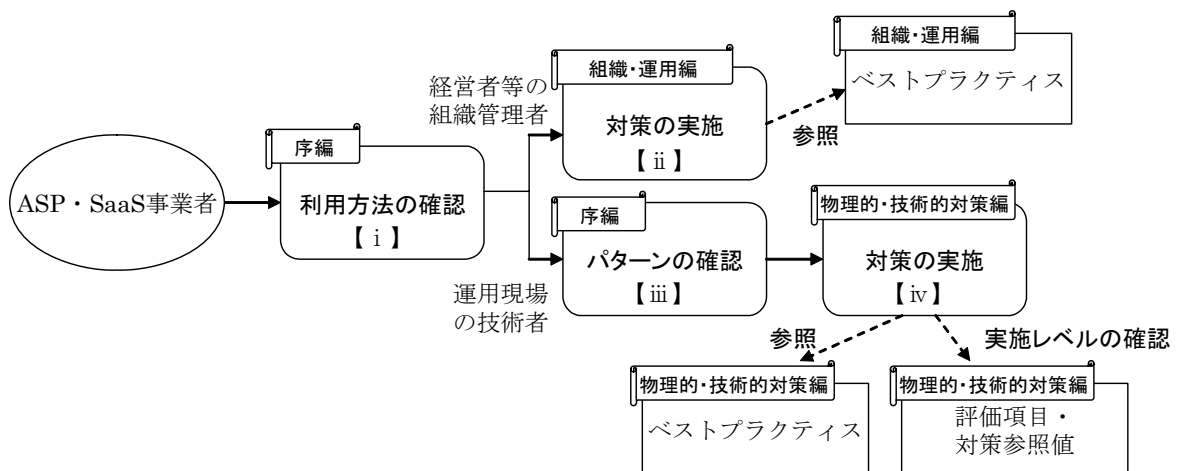 組織・運用編
ベストプラクティス
組織・運用編
経営者等の
組織管理者
対策の実施
【ⅱ】
参照
序編
ASP・SaaS事業者
利用方法の確認
【ⅰ】
序編
パターンの確認
【ⅲ】
運用現場
の技術者
物理的・技術的対策編
対策の実施
【ⅳ】
参照
実施レベルの確認
物理的・技術的対策編
ベストプラクティス
物理的・技術的対策編
評価項目・
対策参照値